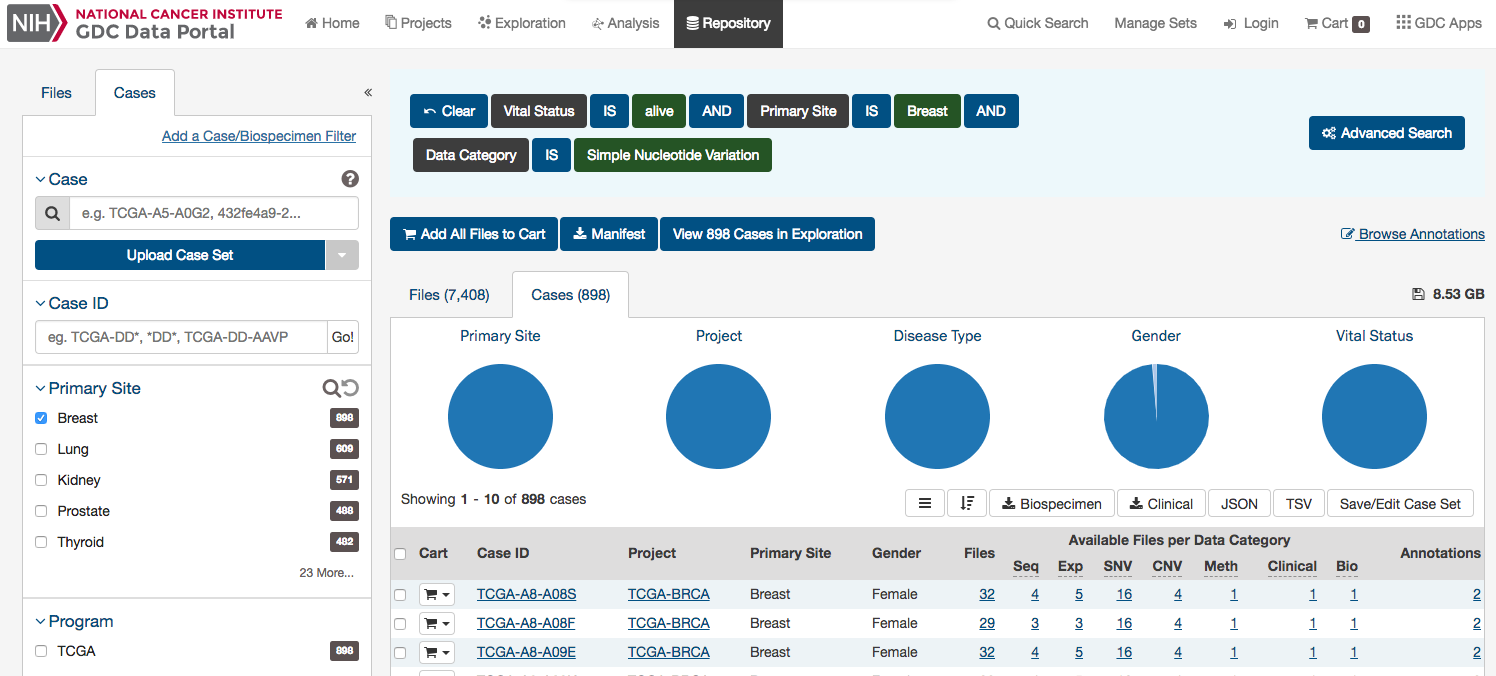 NIH NATIONAL CANCER INSTITUTE
GDC Data Portal
Home Projects Exploration Analysis Repository Quick Search Manage Sets Login Cart 0 GDC Apps
Files Cases «
Add a Case/Biospecimen Filter
Case ?
e.g. TCGA-A5-A0G2, 432fe4a9-2...
Upload Case Set
Case ID
eg. TCGA-DD*, *DD*, TCGA-DD-AAVP Go!
Primary Site
Breast 898
Lung 609
Kidney 571
Prostate 488
Thyroid 482
23 More...
Program
TCGA 898
Clear Vital Status IS alive AND Primary Site IS Breast AND
Data Category IS Simple Nucleotide Variation
Advanced Search
Add All Files to Cart Manifest View 898 Cases in Exploration Browse Annotations
Files (7,408) Cases (898) 8.53 GB
Primary Site Project Disease Type Gender Vital Status
Showing 1 - 10 of 898 cases Biospecimen Clinical JSON TSV Save/Edit Case Set
Cart Case ID Project Primary Site Gender Files Available Files per Data Category Annotations
Seq Exp SNV CNV Meth Clinical Bio
TCGA-A8-A08S TCGA-BRCA Breast Female 32 4 5 16 4 1 1 1 2
TCGA-A8-A08F TCGA-BRCA Breast Female 29 3 3 16 4 1 1 1 2
TCGA-A8-A09E TCGA-BRCA Breast Female 32 4 5 16 4 1 1 1 2